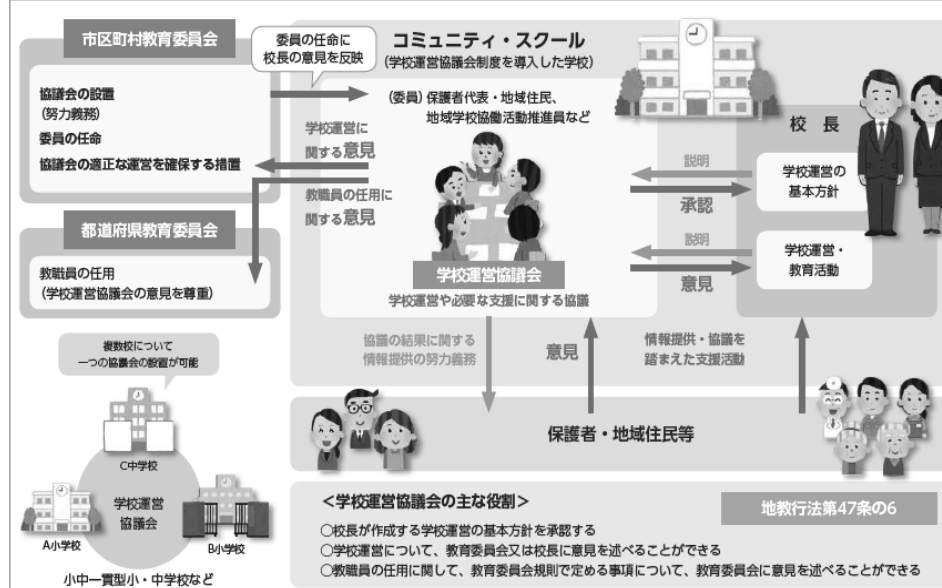 市区町村教育委員会
協議会の設置
(努力義務)
委員の任命
協議会の適正な運営を確保する措置
委員の任命に
校長の意見を反映
コミュニティ・スクール
(学校運営協議会制度を導入した学校)
(委員) 保護者代表・地域住民、
地域学校協働活動推進員など
学校運営に
関する意見
教職員の任用に
関する意見
都道府県教育委員会
教職員の任用
(学校運営協議会の意見を尊重)
学校運営協議会
学校運営や必要な支援に関する協議
校長
説明
承認
学校運営の
基本方針
説明
意見
学校運営・
教育活動
協議の結果に関する
情報提供の努力義務
意見
情報提供・協議を
踏まえた支援活動
保護者・地域住民等
複数校について
一つの協議会の設置が可能
C中学校
学校運営
協議会
A小学校
B小学校
小中一貫型小・中学校など
<学校運営協議会の主な役割>
地教行法第47条の6
○校長が作成する学校運営の基本方針を承認する
○学校運営について、教育委員会又は校長に意見を述べることができる
○教職員の任用に関して、教育委員会規則で定める事項について、教育委員会に意見を述べることができる